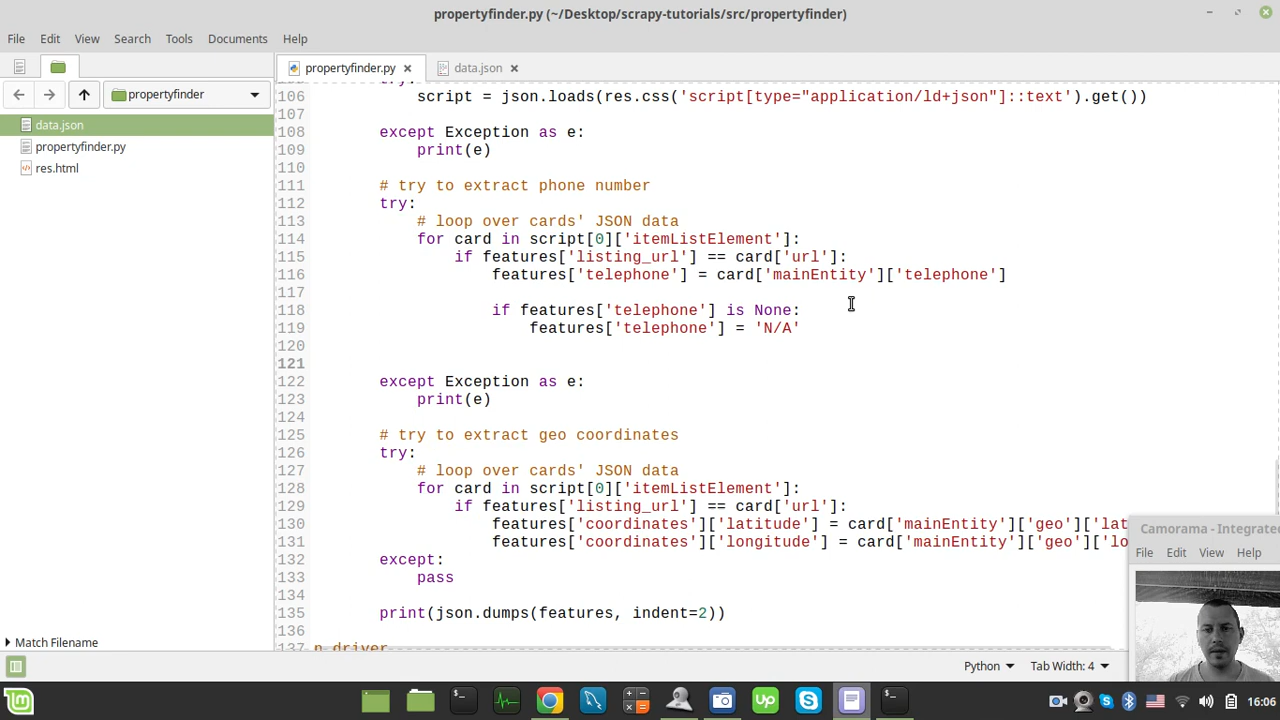 propertyfinder.py (~/Desktop/scrapy-tutorials/src/propertyfinder)
File Edit View Search Tools Documents Help
propertyfinder
data.json
propertyfinder.py
res.html
Match Filename
propertyfinder.py data.json
106 script = json.loads(res.css('script[type="application/ld+json"]::text').get())
107
108 except Exception as e:
109 print(e)
110
111 # try to extract phone number
112 try:
113 # loop over cards' JSON data
114 for card in script[0]['itemListElement']:
115 if features['listing_url'] == card['url']:
116 features['telephone'] = card['mainEntity']['telephone']
117
118 if features['telephone'] is None:
119 features['telephone'] = 'N/A'
120
121
122 except Exception as e:
123 print(e)
124
125 # try to extract geo coordinates
126 try:
127 # loop over cards' JSON data
128 for card in script[0]['itemListElement']:
129 if features['listing_url'] == card['url']:
130 features['coordinates']['latitude'] = card['mainEntity']['geo']['lat
131 features['coordinates']['longitude'] = card['mainEntity']['geo']['lo
132 except:
133 pass
134
135 print(json.dumps(features, indent=2))
136
137 n driver
Camorama - Integrated
File Edit View Help
Python Tab Width: 4
16:06